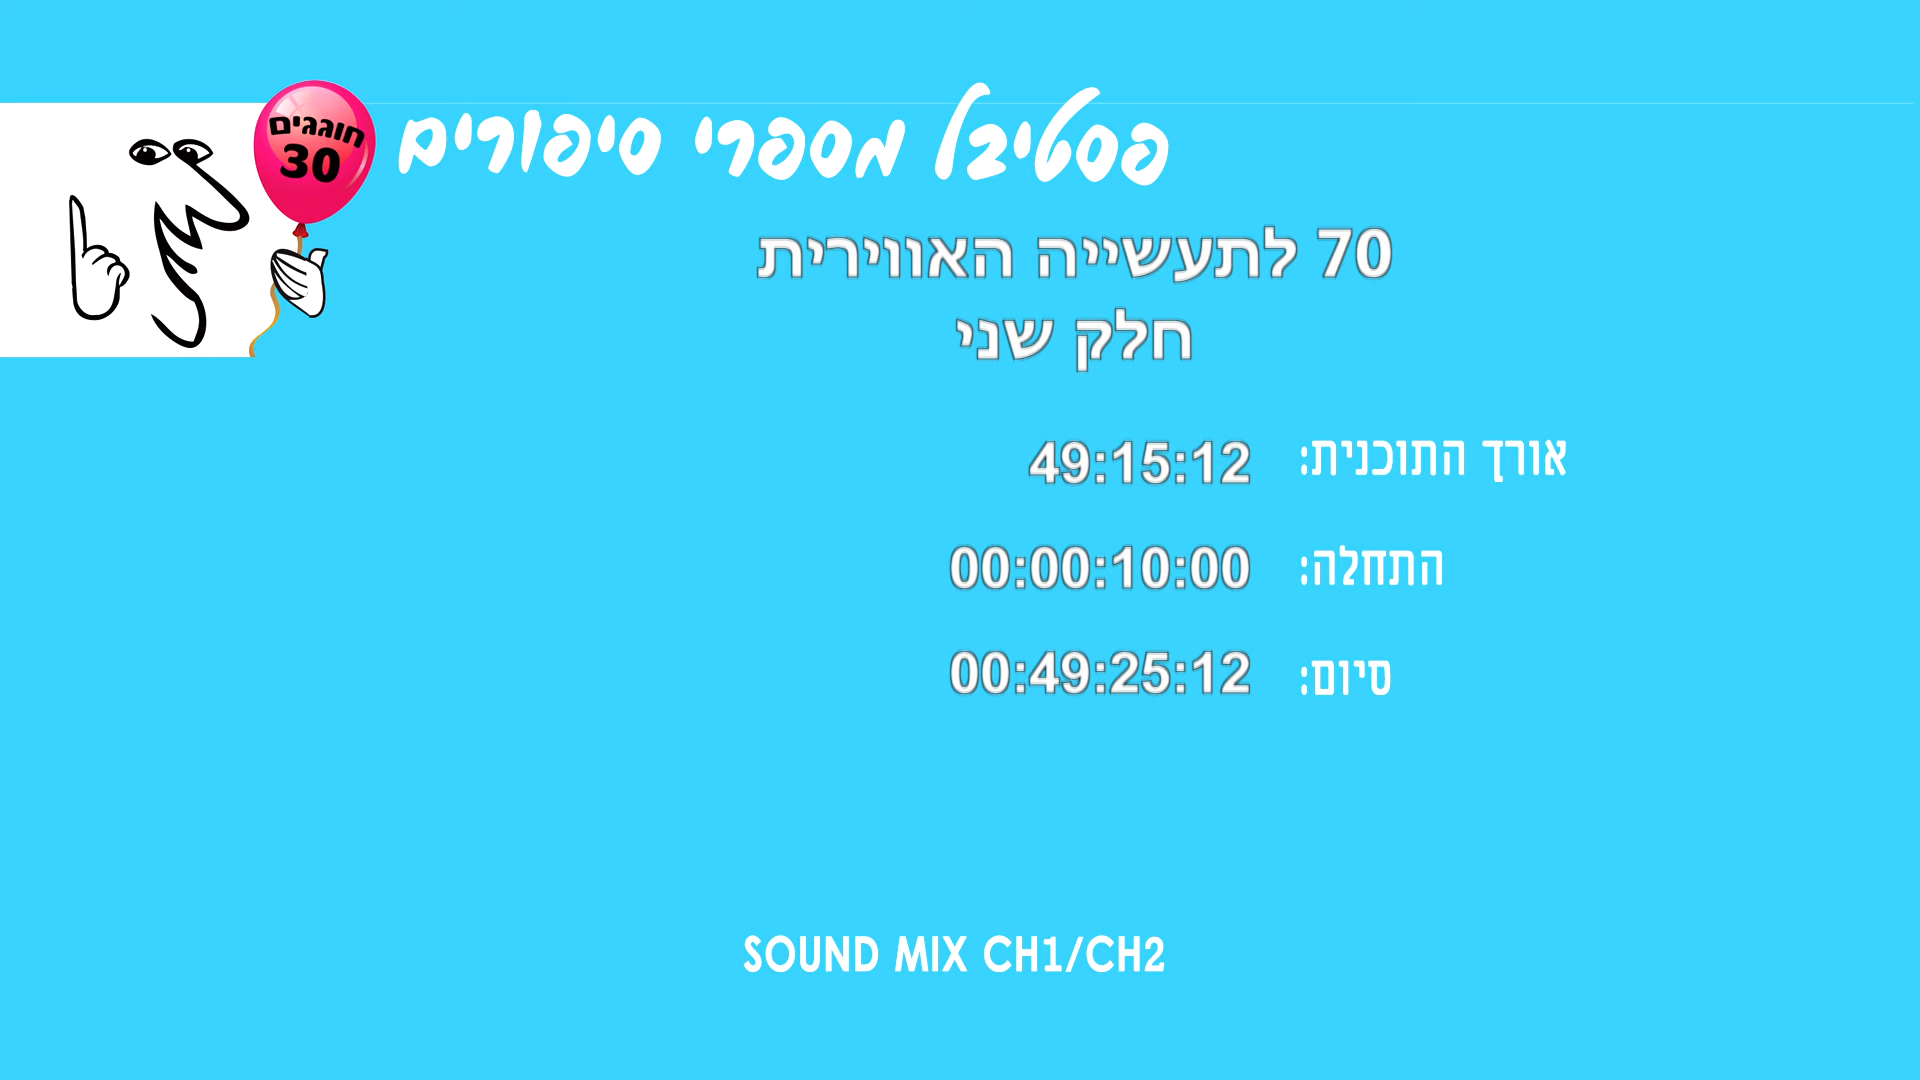 חוגגים
30
פסטיבל מספרי סיפורים
70 לתעשייה האווירית
חלק שני
אורך התוכנית: 49:15:12
התחלה: 00:00:10:00
סיום: 00:49:25:12
SOUND MIX CH1/CH2